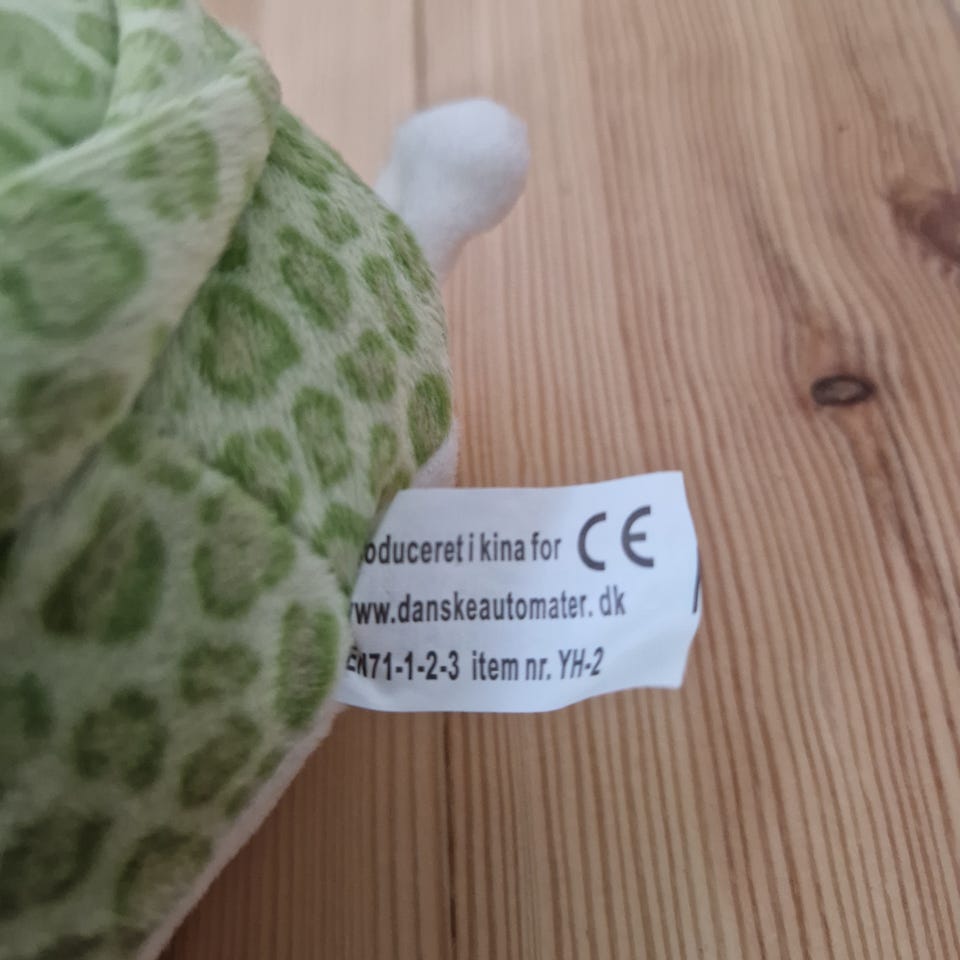 oduceret i kina for CE
www.danskeautomater. dk
EN71-1-2-3 item nr. YH-2